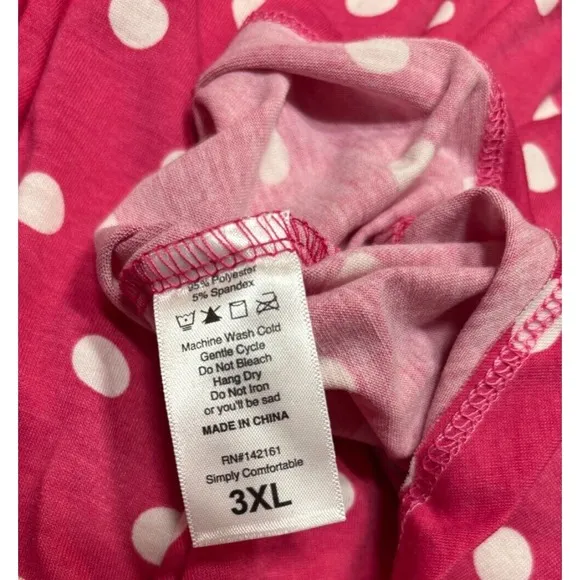 95% Polyester
5% Spandex
Machine Wash Cold
Gentle Cycle
Do Not Bleach
Hang Dry
Do Not Iron
or you'll be sad
MADE IN CHINA
RN#142161
Simply Comfortable
3XL